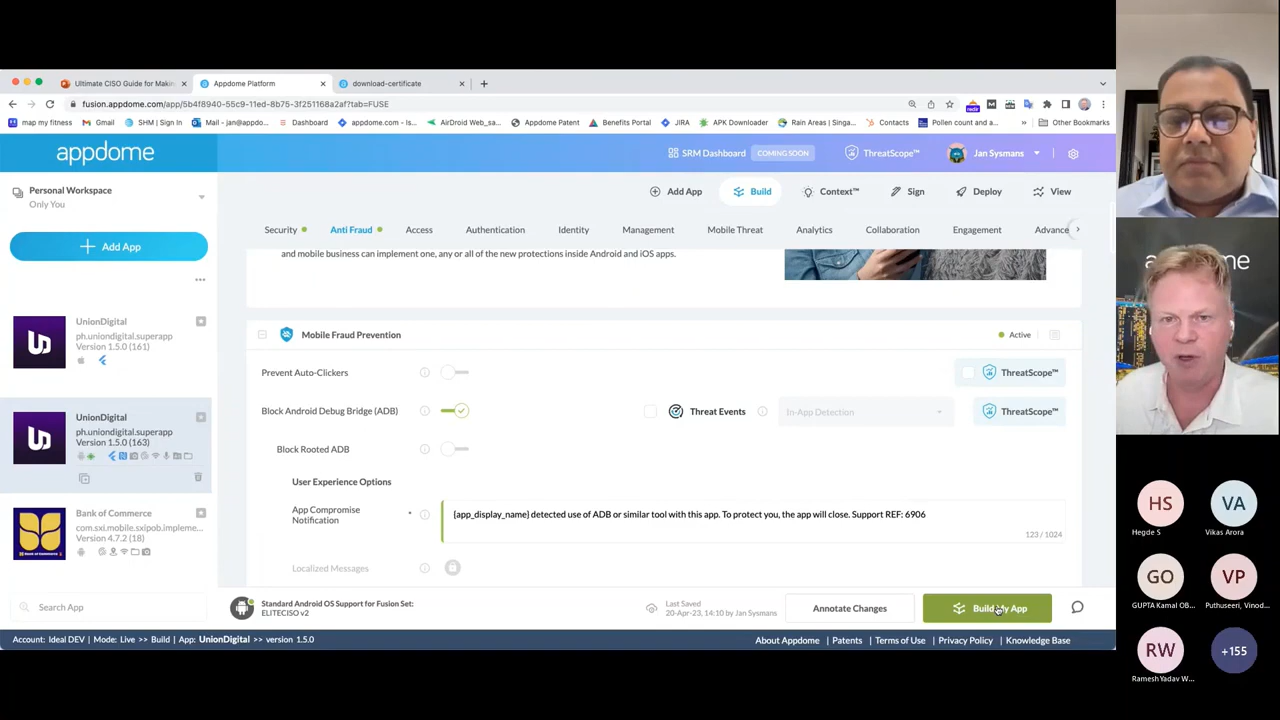 Ultimate CISO Guide for Makin
Appdome Platform
download-certificate
fusion.appdome.com/app/5b4f8940-55c9-11ed-8b75-3f251168a2af?tab=FUSE
map my fitness
Gmail
SHM | Sign In
Mail - jan@appdo...
Dashboard
appdome.com - Is...
AirDroid Web_sa...
Appdome Patent
Benefits Portal
JIRA
APK Downloader
Rain Areas | Singa...
Contacts
Pollen count and a...
Other Bookmarks
appdome
SRM Dashboard
COMING SOON
ThreatScope™
Jan Sysmans
Personal Workspace
Only You
Add App
Build
Context™
Sign
Deploy
View
Add App
Security
Anti Fraud
Access
Authentication
Identity
Management
Mobile Threat
Analytics
Collaboration
Engagement
Advance
and mobile business can implement one, any or all of the new protections inside Android and iOS apps.
UnionDigital
ph.uniondigital.superapp
Version 1.5.0 (161)
UnionDigital
ph.uniondigital.superapp
Version 1.5.0 (163)
Bank of Commerce
com.sxi.mobile.sxipob.impleme...
Version 4.7.2 (18)
Search App
Mobile Fraud Prevention
Active
Prevent Auto-Clickers
ThreatScope™
Block Android Debug Bridge (ADB)
Threat Events
In-App Detection
ThreatScope™
Block Rooted ADB
User Experience Options
App Compromise
Notification
{app_display_name} detected use of ADB or similar tool with this app. To protect you, the app will close. Support REF: 6906
123 / 1024
Localized Messages
Standard Android OS Support for Fusion Set:
ELITECISO v2
Last Saved
20-Apr-23, 14:10 by Jan Sysmans
Annotate Changes
Build My App
Account: Ideal DEV | Mode: Live >> Build | App: UnionDigital >> version 1.5.0
About Appdome | Patents | Terms of Use | Privacy Policy | Knowledge Base
HS
Hegde S
VA
Vikas Arora
GO
GUPTA Kamal OB...
VP
Puthuseeri, Vinod...
RW
Ramesh Yadav W...
+155